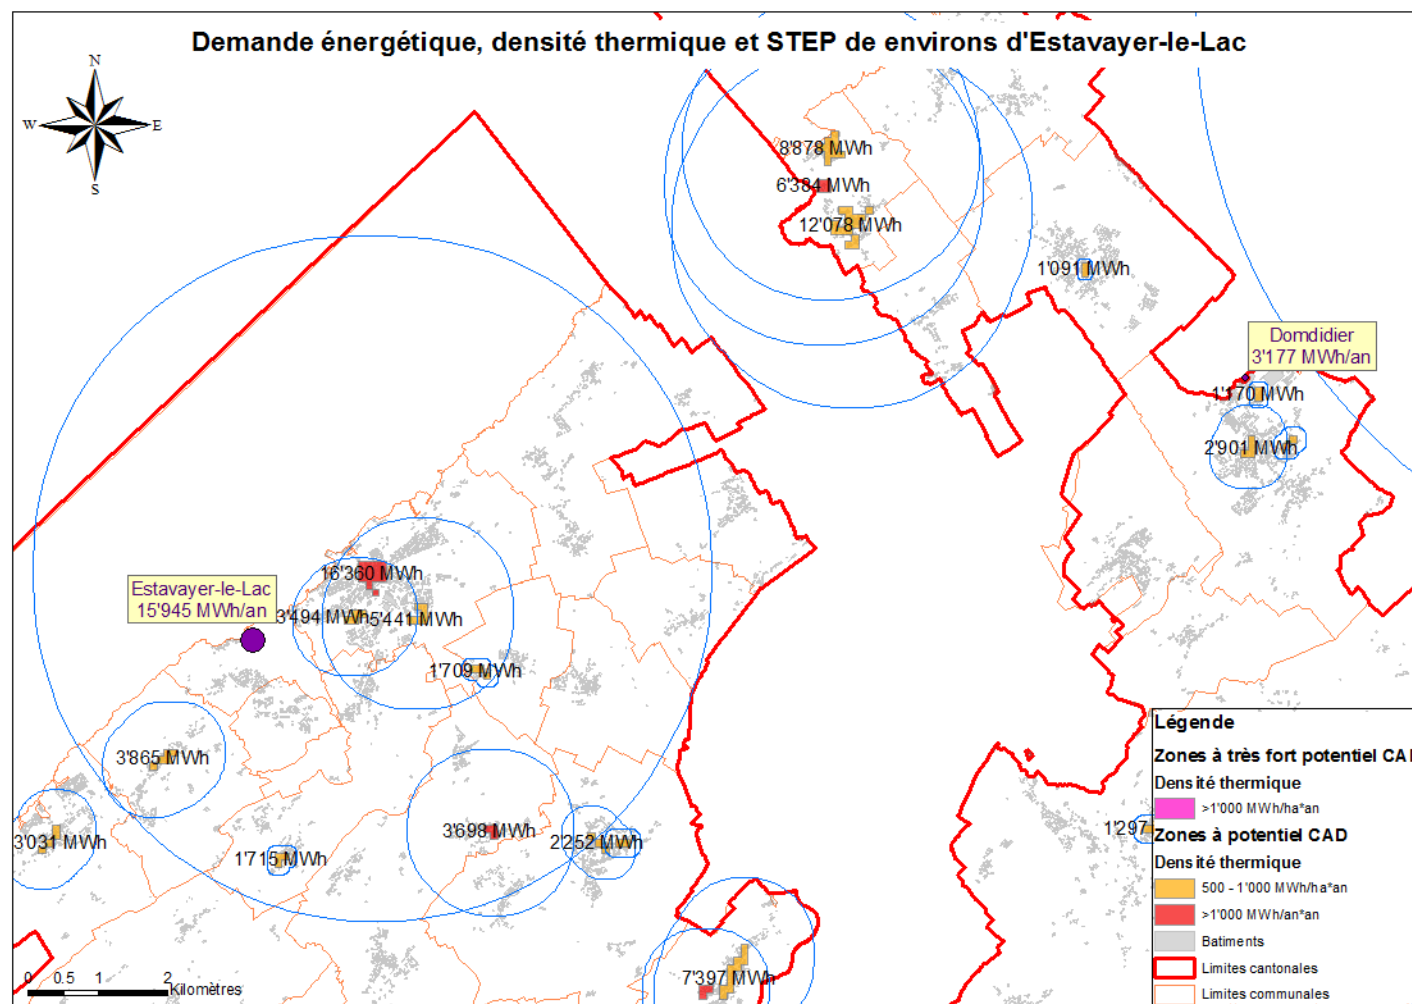 Demande énergétique, densité thermique et STEP de environs d'Estavayer-le-Lac
N
W
E
S
8'878 MWh
6'384 MWh
12'078 MWh
1'091 MWh
Domdidier
3'177 MWh/an
1'170 MWh
2'901 MWh
16'360 MWh
Estavayer-le-Lac
15'945 MWh/an
3'494 MWh
5'441 MWh
1'709 MWh
3'865 MWh
3'031 MWh
1'715 MWh
3'698 MWh
2'252 MWh
1'297
7'397 MWh
Légende
Zones à très fort potentiel CAD
Densité thermique
>1'000 MWh/ha*an
Zones à potentiel CAD
Densité thermique
500 - 1'000 MWh/ha*an
>1'000 MWh/an*an
Batiments
Limites cantonales
Limites communales
0 0.5 1 2
Kilomètres